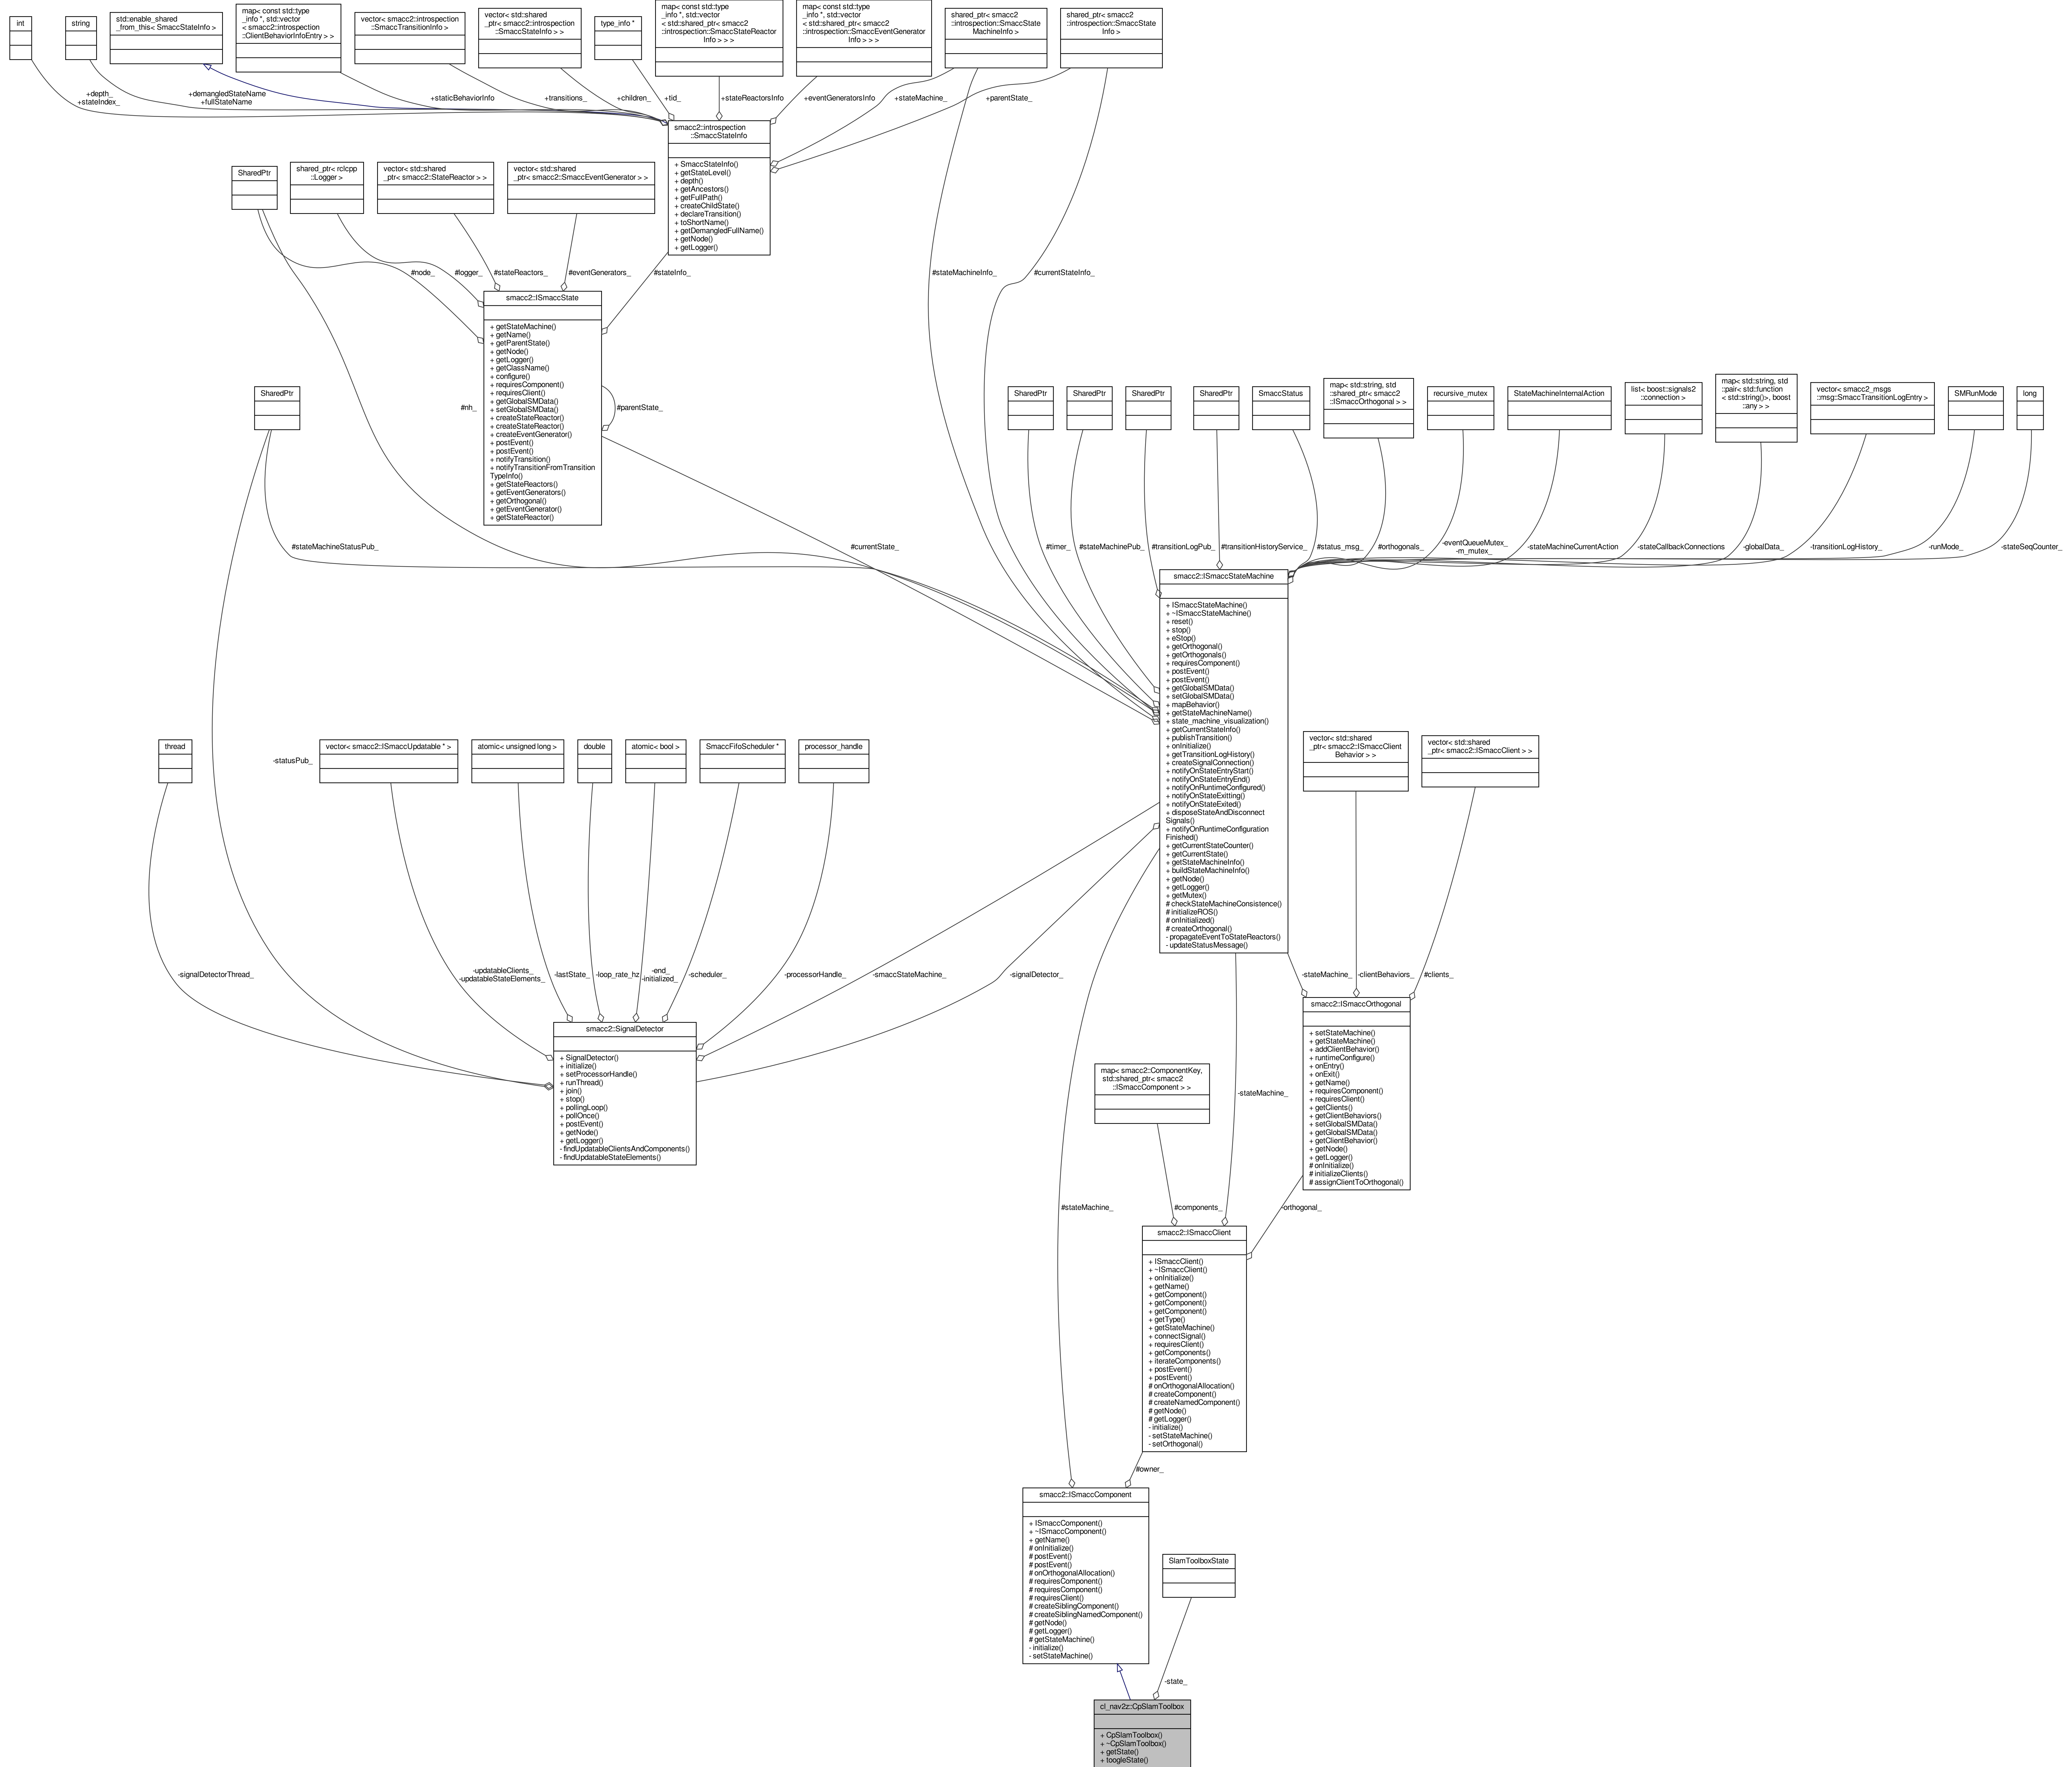 int
string
std::enable_shared
_from_this< SmaccStateInfo >
map< const std::type
_info *, std::vector
< smacc2::introspection
::ClientBehaviorInfoEntry > >
vector< smacc2::introspection
::SmaccTransitionInfo >
vector< std::shared
_ptr< smacc2::introspection
::SmaccStateInfo > >
type_info *
map< const std::type
_info *, std::vector
< std::shared_ptr< smacc2
::introspection::SmaccStateReactor
Info > > >
map< const std::type
_info *, std::vector
< std::shared_ptr< smacc2
::introspection::SmaccEventGenerator
Info > > >
shared_ptr< smacc2
::introspection::SmaccState
MachineInfo >
shared_ptr< smacc2
::introspection::SmaccState
Info >
+depth_
+stateIndex_
+demangledStateName
+fullStateName
+staticBehaviorInfo
+transitions_
+children_
+tid_
+stateReactorsInfo
+eventGeneratorsInfo
+stateMachine_
+parentState_
smacc2::introspection
::SmaccStateInfo
+ SmaccStateInfo()
+ getStateLevel()
+ depth()
+ getAncestors()
+ getFullPath()
+ createChildState()
+ declareTransition()
+ toShortName()
+ getDemangledFullName()
+ getNode()
+ getLogger()
SharedPtr
shared_ptr< rclcpp
::Logger >
vector< std::shared
_ptr< smacc2::StateReactor > >
vector< std::shared
_ptr< smacc2::SmaccEventGenerator > >
#node_
#logger_
#stateReactors_
#eventGenerators_
#stateInfo_
#stateMachineInfo_
#currentStateInfo_
smacc2::ISmaccState
+ getStateMachine()
+ getName()
+ getParentState()
+ getNode()
+ getLogger()
+ getClassName()
+ configure()
+ requiresComponent()
+ requiresClient()
+ getGlobalSMData()
+ setGlobalSMData()
+ createStateReactor()
+ createStateReactor()
+ createEventGenerator()
+ postEvent()
+ postEvent()
+ notifyTransition()
+ notifyTransitionFromTransition
TypeInfo()
+ getStateReactors()
+ getEventGenerators()
+ getOrthogonal()
+ getEventGenerator()
+ getStateReactor()
#nh_
#parentState_
SharedPtr
SharedPtr
SharedPtr
SharedPtr
SharedPtr
SmaccStatus
map< std::string, std
::shared_ptr< smacc2
::ISmaccOrthogonal > >
recursive_mutex
StateMachineInternalAction
list< boost::signals2
::connection >
map< std::string, std
::pair< std::function
< std::string()>, boost
::any > >
vector< smacc2_msgs
::msg::SmaccTransitionLogEntry >
SMRunMode
long
#stateMachineStatusPub_
#currentState_
#timer_
#stateMachinePub_
#transitionLogPub_
#transitionHistoryService_
#status_msg_
#orthogonals_
-eventQueueMutex_
-m_mutex_
-stateMachineCurrentAction
-stateCallbackConnections
-globalData_
-transitionLogHistory_
-runMode_
-stateSeqCounter_
smacc2::ISmaccStateMachine
+ ISmaccStateMachine()
+ ~ISmaccStateMachine()
+ reset()
+ stop()
+ eStop()
+ getOrthogonal()
+ getOrthogonals()
+ requiresComponent()
+ postEvent()
+ postEvent()
+ getGlobalSMData()
+ setGlobalSMData()
+ mapBehavior()
+ getStateMachineName()
+ state_machine_visualization()
+ getCurrentStateInfo()
+ publishTransition()
+ onInitialize()
+ getTransitionLogHistory()
+ createSignalConnection()
+ notifyOnStateEntryStart()
+ notifyOnStateEntryEnd()
+ notifyOnRuntimeConfigured()
+ notifyOnStateExitting()
+ notifyOnStateExited()
+ disposeStateAndDisconnect
Signals()
+ notifyOnRuntimeConfiguration
Finished()
+ getCurrentStateCounter()
+ getCurrentState()
+ getStateMachineInfo()
+ buildStateMachineInfo()
+ getNode()
+ getLogger()
+ getMutex()
# checkStateMachineConsistence()
# initializeROS()
# onInitialized()
# createOrthogonal()
- propagateEventToStateReactors()
- updateStatusMessage()
thread
-statusPub_
vector< smacc2::ISmaccUpdatable * >
atomic< unsigned long >
double
atomic< bool >
SmaccFifoScheduler *
processor_handle
vector< std::shared
_ptr< smacc2::ISmaccClient
Behavior > >
vector< std::shared
_ptr< smacc2::ISmaccClient > >
-signalDetectorThread_
-updatableClients_
-updatableStateElements_
-lastState_
-loop_rate_hz
-end_
-initialized_
-scheduler_
-processorHandle_
-smaccStateMachine_
-signalDetector_
-stateMachine_
-clientBehaviors_
#clients_
smacc2::SignalDetector
+ SignalDetector()
+ initialize()
+ setProcessorHandle()
+ runThread()
+ join()
+ stop()
+ pollingLoop()
+ pollOnce()
+ postEvent()
+ getNode()
+ getLogger()
- findUpdatableClientsAndComponents()
- findUpdatableStateElements()
smacc2::ISmaccOrthogonal
+ setStateMachine()
+ getStateMachine()
+ addClientBehavior()
+ runtimeConfigure()
+ onEntry()
+ onExit()
+ getName()
+ requiresComponent()
+ requiresClient()
+ getClients()
+ getClientBehaviors()
+ setGlobalSMData()
+ getGlobalSMData()
+ getClientBehavior()
+ getNode()
+ getLogger()
# onInitialize()
# initializeClients()
# assignClientToOrthogonal()
map< smacc2::ComponentKey,
std::shared_ptr< smacc2
::ISmaccComponent > >
-stateMachine_
#stateMachine_
#components_
-orthogonal_
smacc2::ISmaccClient
+ ISmaccClient()
+ ~ISmaccClient()
+ onInitialize()
+ getName()
+ getComponent()
+ getComponent()
+ getComponent()
+ getType()
+ getStateMachine()
+ connectSignal()
+ requiresClient()
+ getComponents()
+ iterateComponents()
+ postEvent()
+ postEvent()
# onOrthogonalAllocation()
# createComponent()
# createNamedComponent()
# getNode()
# getLogger()
- initialize()
- setStateMachine()
- setOrthogonal()
#owner_
smacc2::ISmaccComponent
+ ISmaccComponent()
+ ~ISmaccComponent()
+ getName()
# onInitialize()
# postEvent()
# postEvent()
# onOrthogonalAllocation()
# requiresComponent()
# requiresComponent()
# requiresClient()
# createSiblingComponent()
# createSiblingNamedComponent()
# getNode()
# getLogger()
# getStateMachine()
- initialize()
- setStateMachine()
SlamToolboxState
-state_
cl_nav2z::CpSlamToolbox
+ CpSlamToolbox()
+ ~CpSlamToolbox()
+ getState()
+ toogleState()